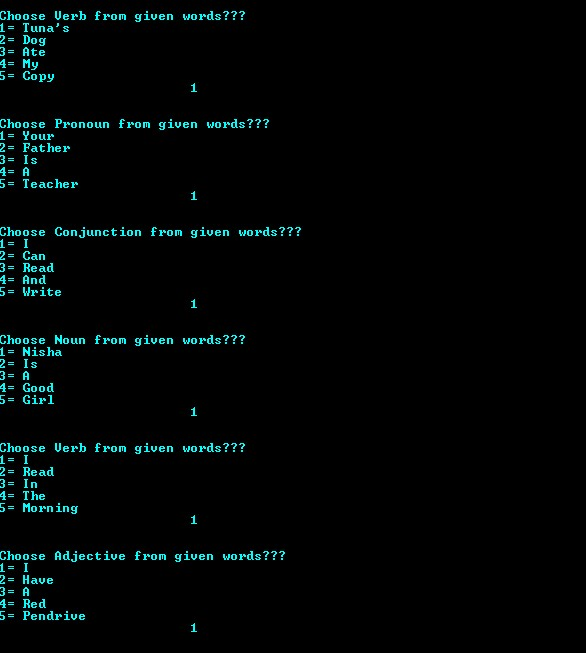 Choose Verb from given words???
1= Tuna's
2= Dog
3= Ate
4= My
5= Copy
1
Choose Pronoun from given words???
1= Your
2= Father
3= Is
4= A
5= Teacher
1
Choose Conjunction from given words???
1= I
2= Can
3= Read
4= And
5= Write
1
Choose Noun from given words???
1= Nisha
2= Is
3= A
4= Good
5= Girl
1
Choose Verb from given words???
1= I
2= Read
3= In
4= The
5= Morning
1
Choose Adjective from given words???
1= I
2= Have
3= A
4= Red
5= Pendrive
1